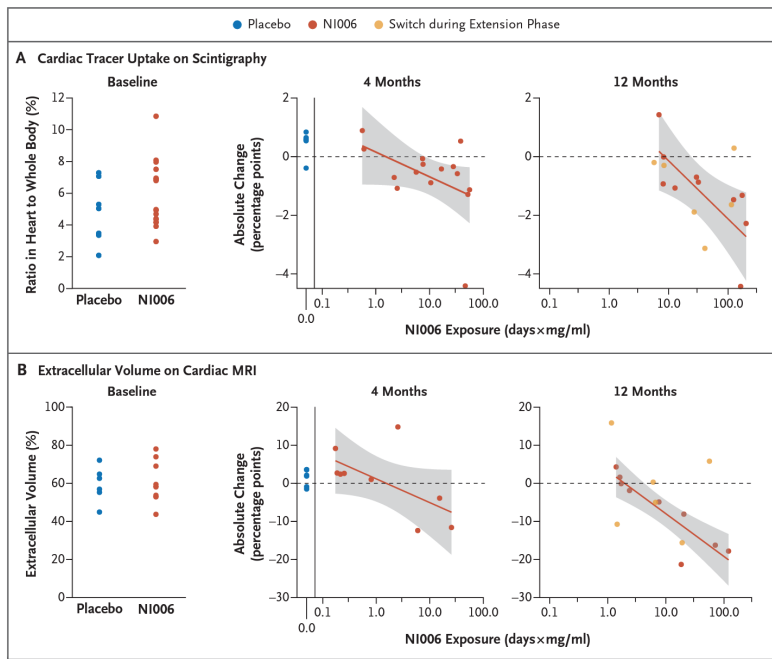 Placebo NI006 Switch during Extension Phase
A Cardiac Tracer Uptake on Scintigraphy
Baseline
Ratio in Heart to Whole Body (%)
12
10
8
6
4
2
0
Placebo NI006
4 Months
Absolute Change
(percentage points)
2
0
−2
−4
0.0
0.1 1.0 10.0 100.0
12 Months
2
0
−2
−4
0.1 1.0 10.0 100.0
NI006 Exposure (days×mg/ml)
B Extracellular Volume on Cardiac MRI
Baseline
Extracellular Volume (%)
100
80
60
40
20
0
Placebo NI006
4 Months
Absolute Change
(percentage points)
20
10
0
−10
−20
−30
0.0
0.1 1.0 10.0 100.0
12 Months
20
10
0
−10
−20
−30
0.1 1.0 10.0 100.0
NI006 Exposure (days×mg/ml)